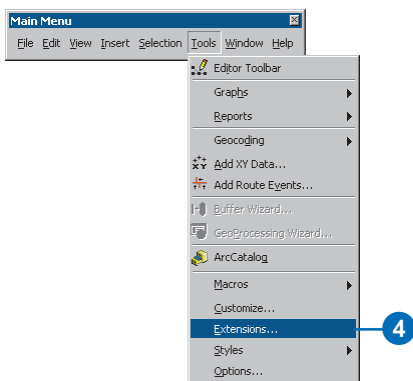 Main Menu
File Edit View Insert Selection Tools Window Help
Editor Toolbar
Graphs
Reports
Geocoding
Add XY Data...
Add Route Events...
Buffer Wizard...
GeoProcessing Wizard...
ArcCatalog
Macros
Customize...
Extensions...
4
Styles
Options...